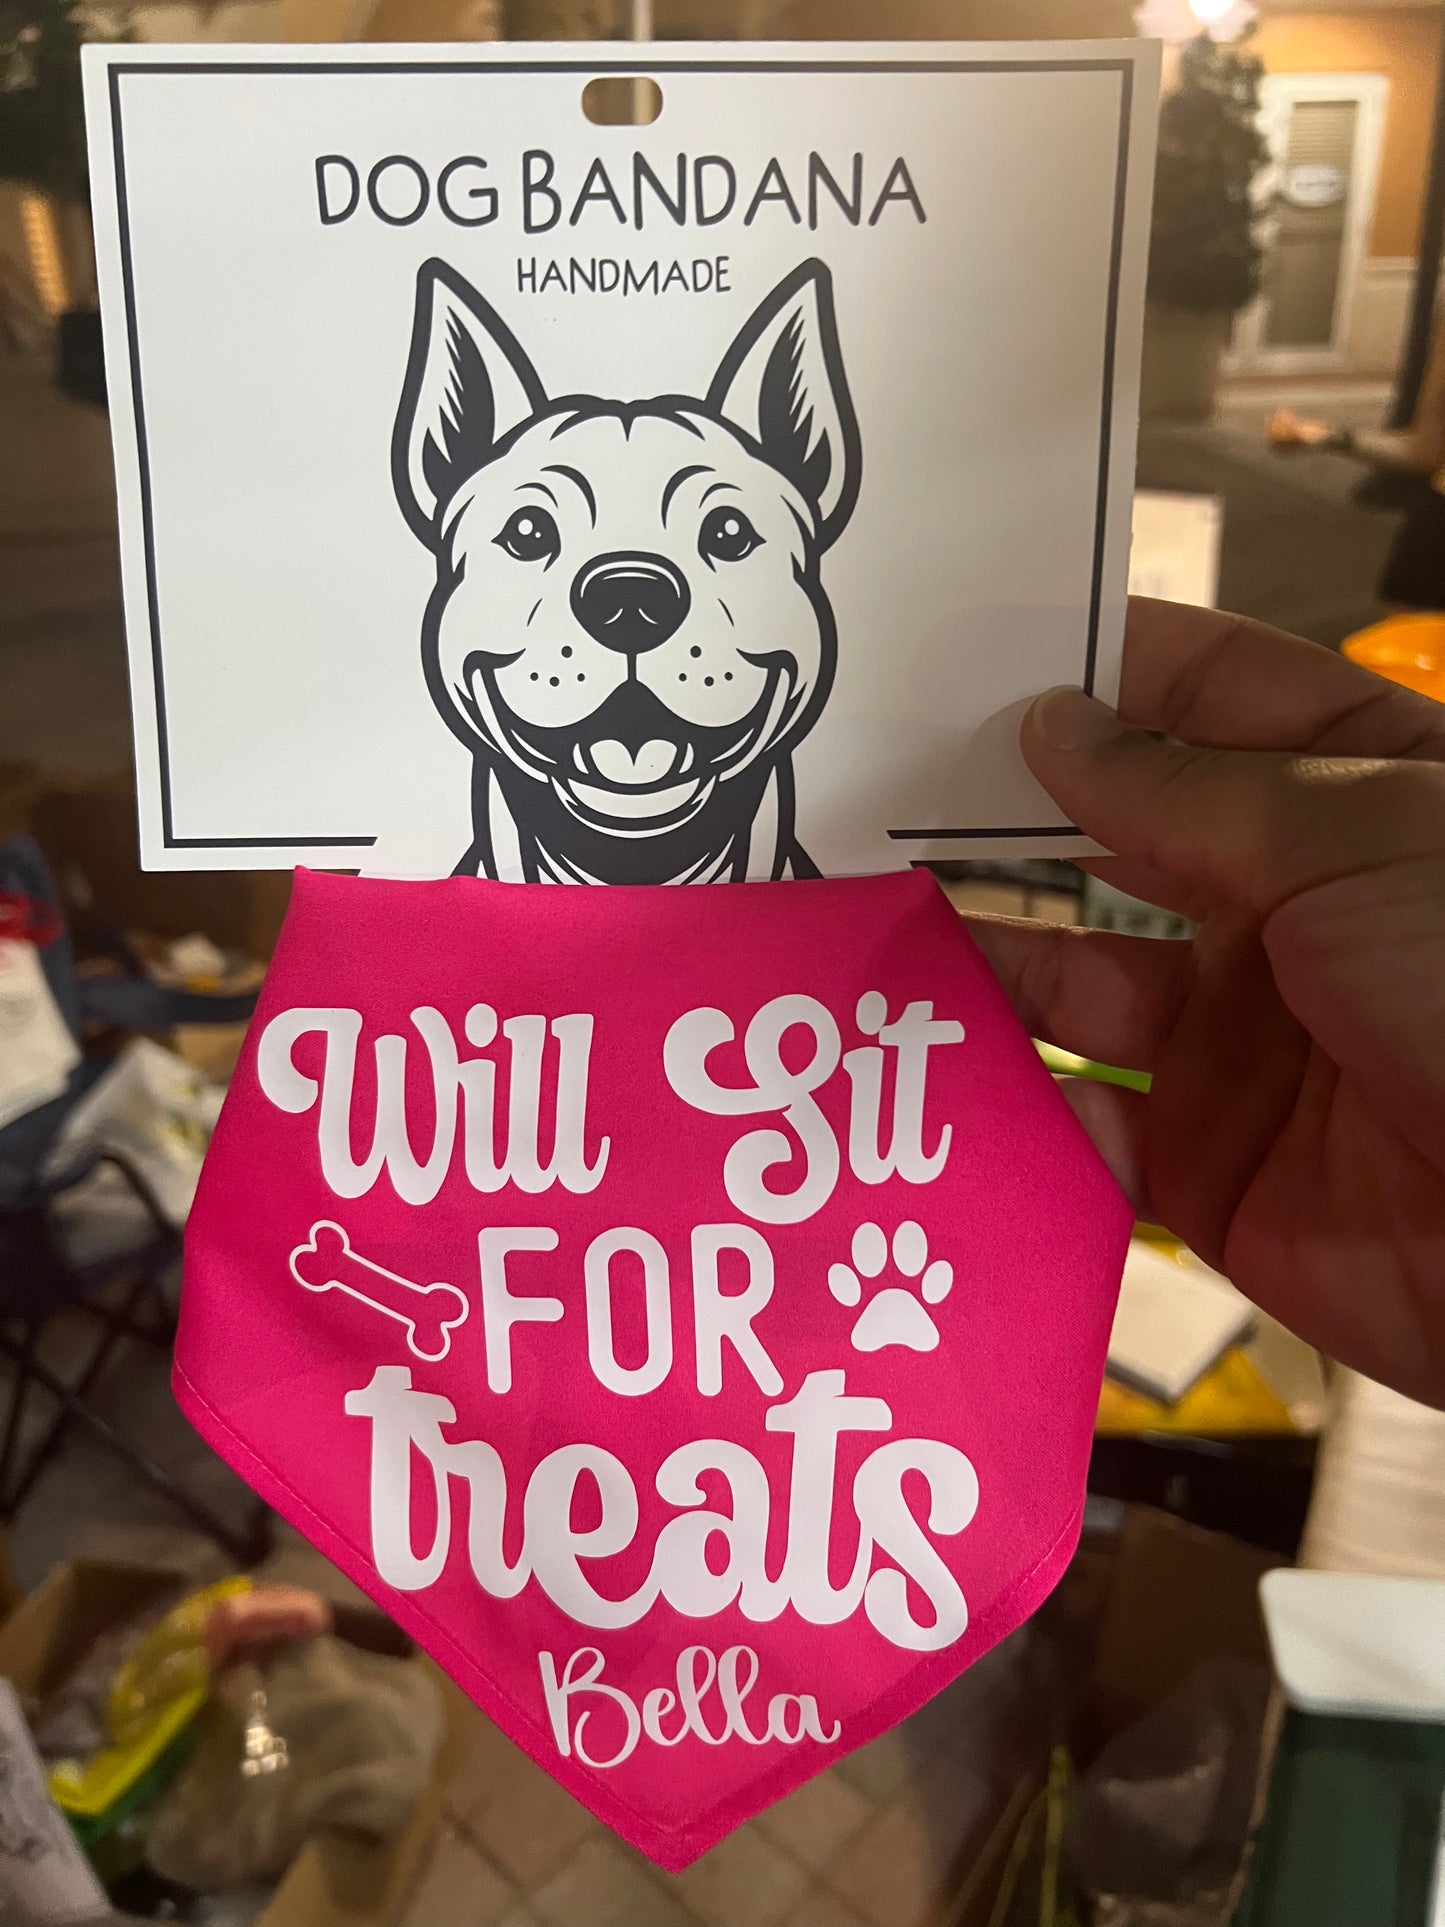 DOG BANDANA
HANDMADE
Will Sit
FOR
treats
Bella